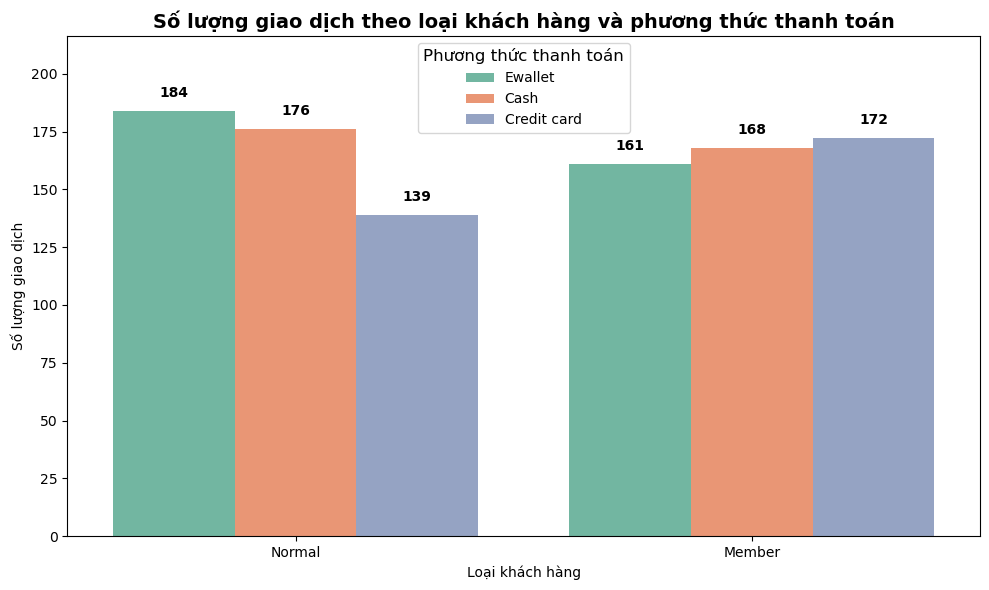 Số lượng giao dịch theo loại khách hàng và phương thức thanh toán
Phương thức thanh toán
Ewallet
Cash
Credit card
184
176
139
161
168
172
Số lượng giao dịch
200
175
150
125
100
75
50
25
0
Normal
Member
Loại khách hàng